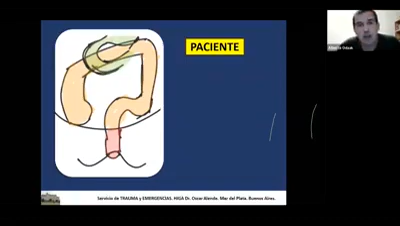 PACIENTE
Servicio de TRAUMA y EMERGENCIAS. HIGA Dr. Oscar Alende. Mar del Plata. Buenos Aires.